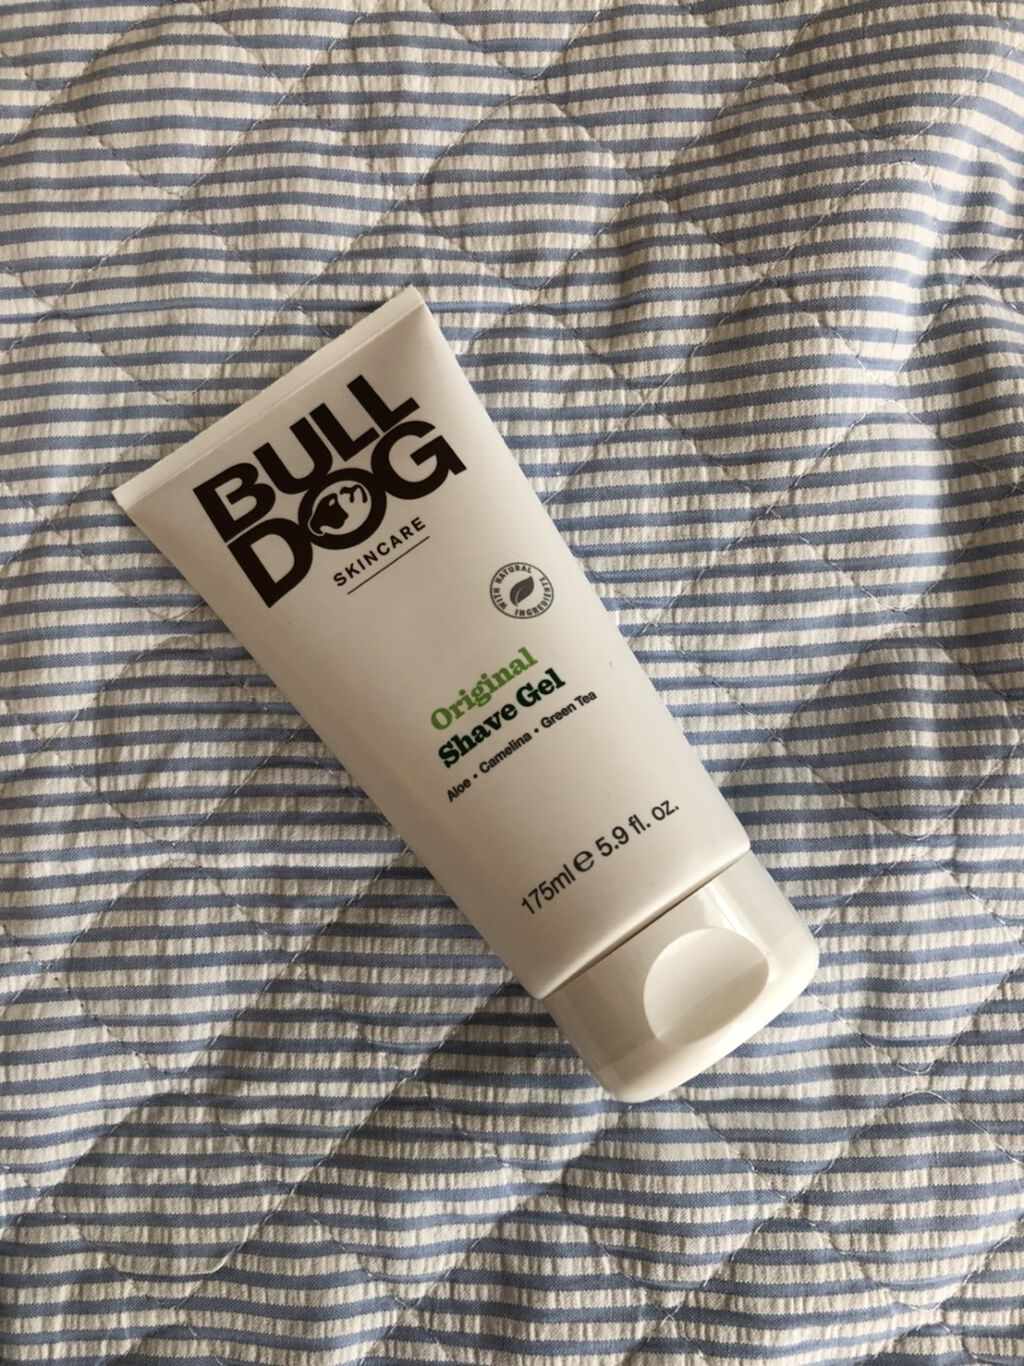 BULL
DOG
SKINCARE
WITH NATURAL INGREDIENTS
Original
Shave Gel
Aloe • Camelina • Green Tea
175ml ℮ 5.9 fl. oz.